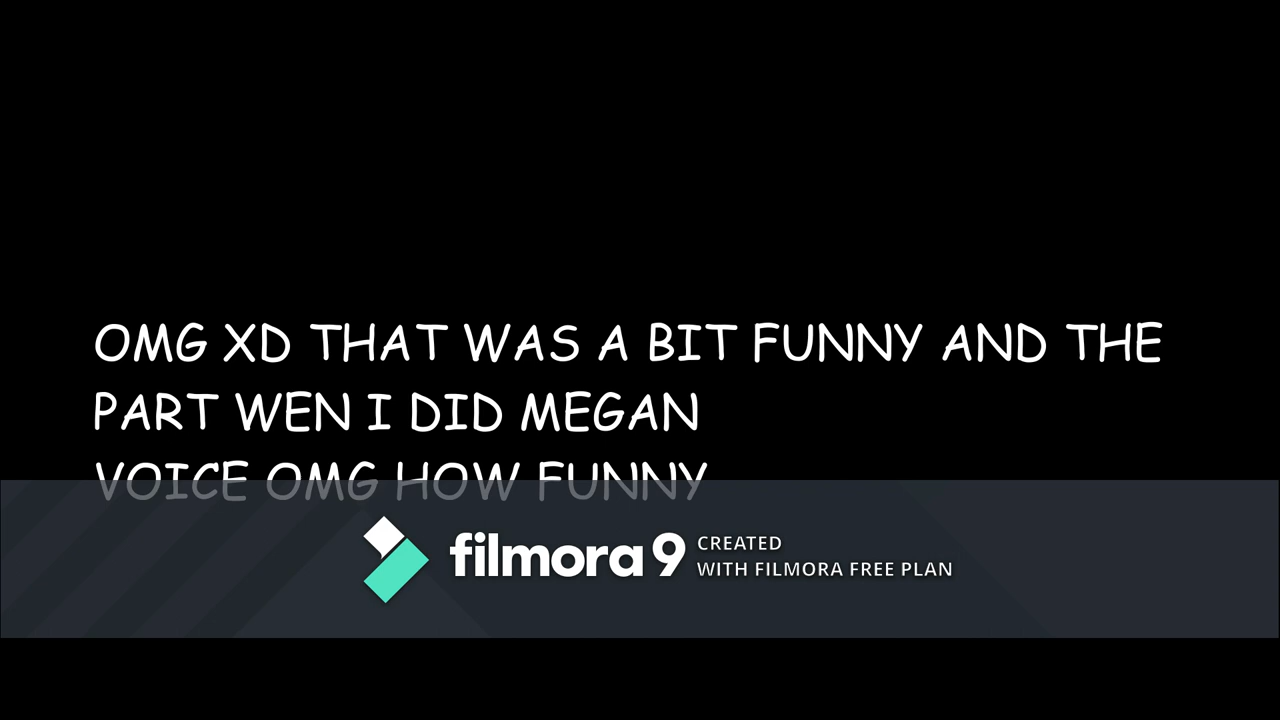 OMG XD THAT WAS A BIT FUNNY AND THE
PART WEN I DID MEGAN
VOICE OMG HOW FUNNY
filmora 9 CREATED
WITH FILMORA FREE PLAN